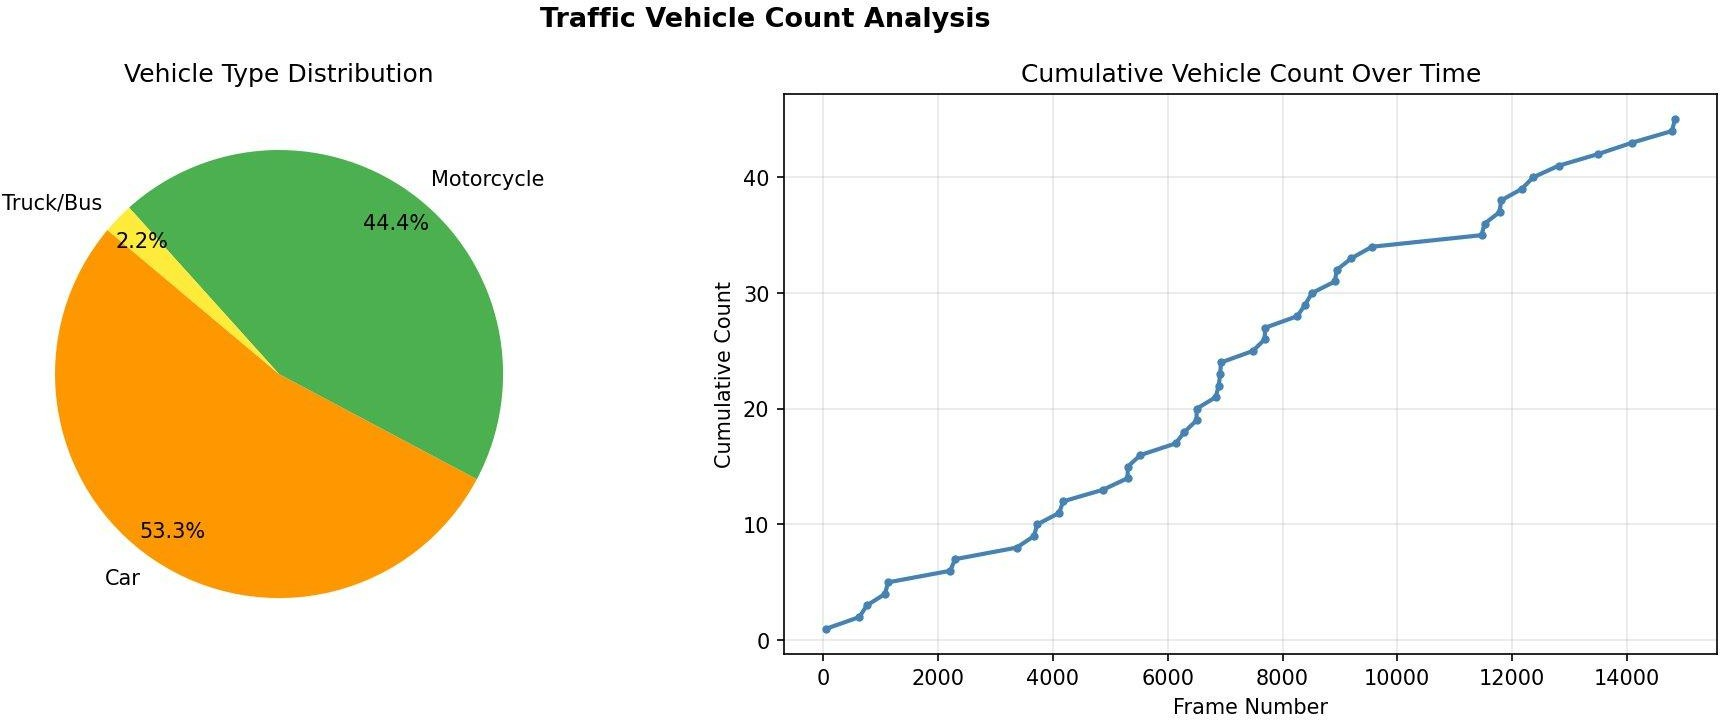 Traffic Vehicle Count Analysis
Vehicle Type Distribution
Motorcycle
44.4%
Truck/Bus
2.2%
53.3%
Car
Cumulative Vehicle Count Over Time
Cumulative Count
40
30
20
10
0
0 2000 4000 6000 8000 10000 12000 14000
Frame Number